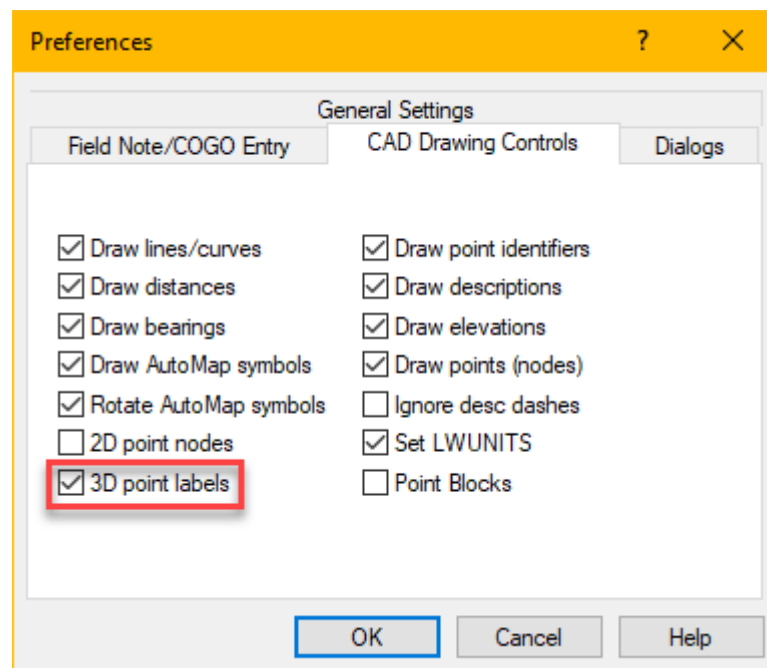 Preferences ?
General Settings
Field Note/COGO Entry CAD Drawing Controls Dialogs
Draw lines/curves Draw point identifiers
Draw distances Draw descriptions
Draw bearings Draw elevations
Draw AutoMap symbols Draw points (nodes)
Rotate AutoMap symbols Ignore desc dashes
2D point nodes Set LWUNITS
3D point labels Point Blocks
OK Cancel Help